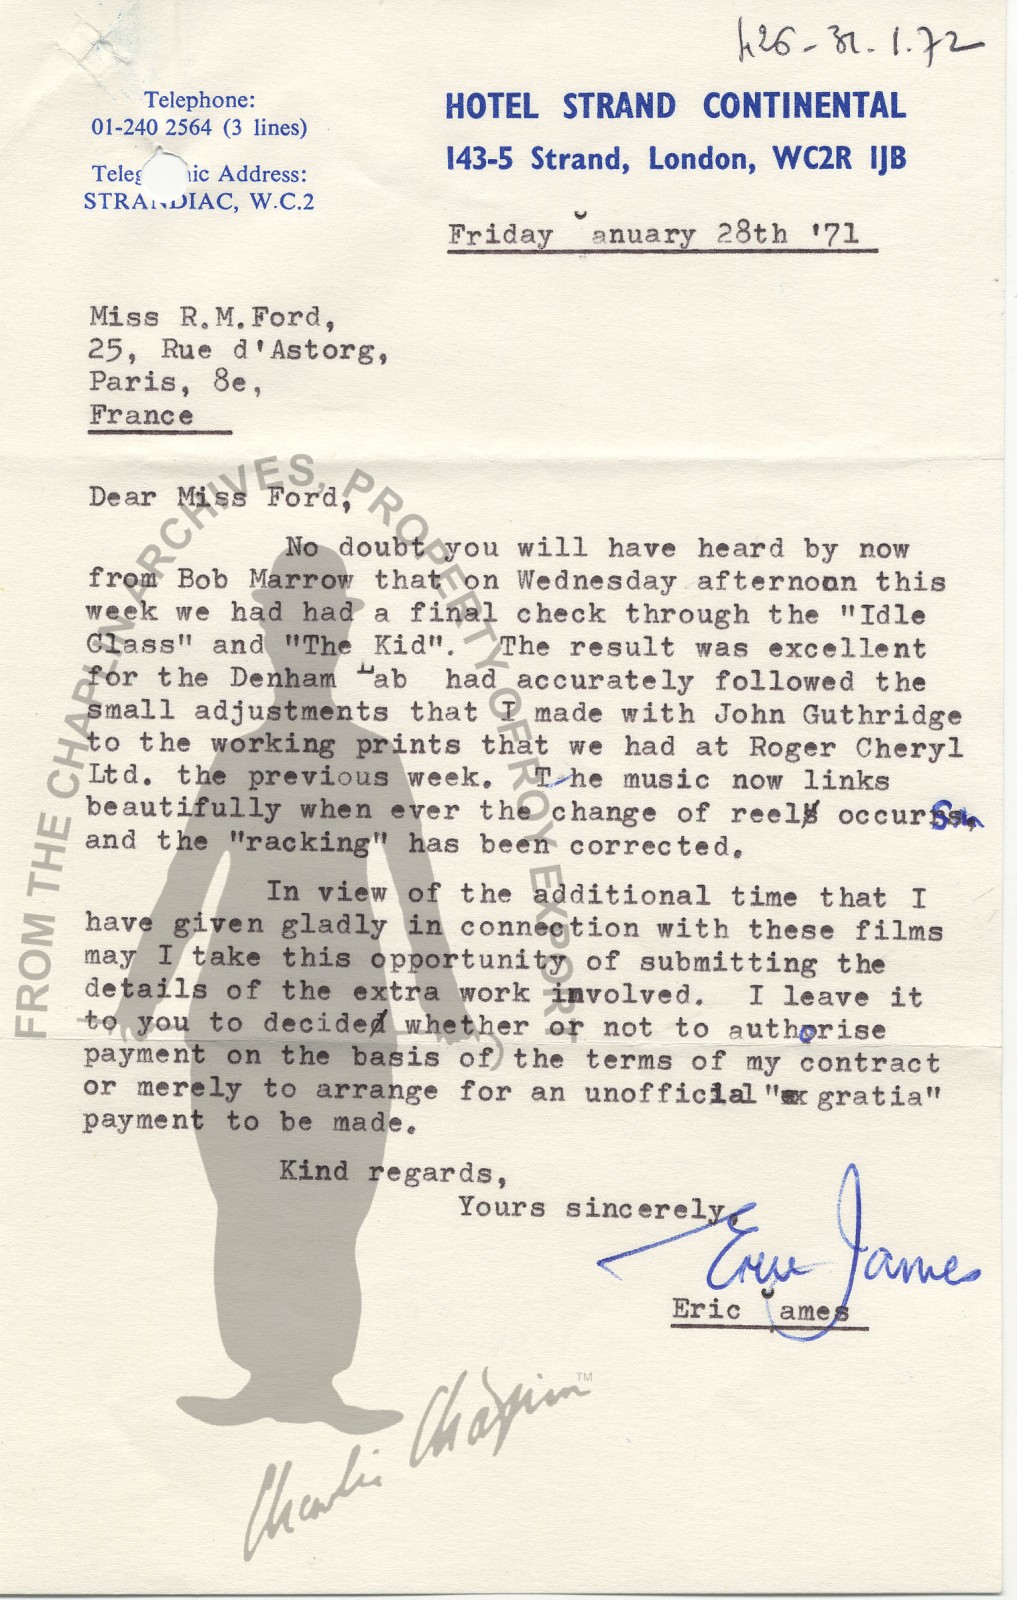 426 - 31.1.72
Telephone:
01-240 2564 (3 lines)
Teleg  ic Address:
STRANDIAC, W.C.2
HOTEL STRAND CONTINENTAL
143-5 Strand, London, WC2R 1JB
Friday January 28th '71
Miss R.M.Ford,
25, Rue d'Astorg,
Paris, 8e,
France
Dear Miss Ford,
No doubt you will have heard by now
from Bob Marrow that on Wednesday afternoon this
week we had had a final check through the "Idle
Class" and "The Kid". The result was excellent
for the Denham Lab had accurately followed the
small adjustments that I made with John Guthridge
to the working prints that we had at Roger Cheryl
Ltd. the previous week. The music now links
beautifully when ever the change of reel occurs,
and the "racking" has been corrected.
In view of the additional time that I
have given gladly in connection with these films
may I take this opportunity of submitting the
details of the extra work involved. I leave it
to you to decide whether or not to authorise
payment on the basis of the terms of my contract
or merely to arrange for an unofficial "ex gratia"
payment to be made.
Kind regards,
Yours sincerely,
Eric James
Eric James
FROM THE CHAPLIN ARCHIVES, PROPERTY OF ROY EXPORT
Charlie Chaplin TM